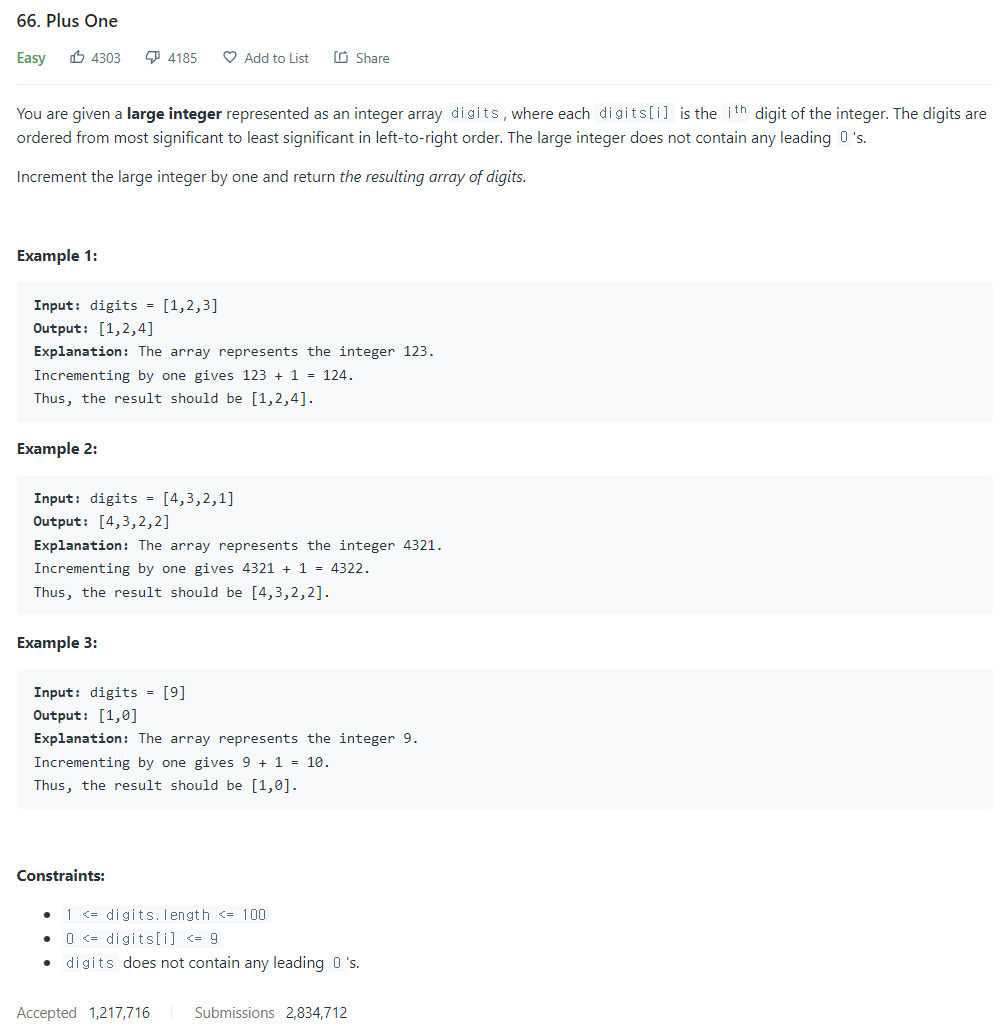 66. Plus One
Easy 4303 4185 Add to List Share
You are given a large integer represented as an integer array digits, where each digits[i] is the ith digit of the integer. The digits are
ordered from most significant to least significant in left-to-right order. The large integer does not contain any leading 0's.
Increment the large integer by one and return the resulting array of digits.
Example 1:
Input: digits = [1,2,3]
Output: [1,2,4]
Explanation: The array represents the integer 123.
Incrementing by one gives 123 + 1 = 124.
Thus, the result should be [1,2,4].
Example 2:
Input: digits = [4,3,2,1]
Output: [4,3,2,2]
Explanation: The array represents the integer 4321.
Incrementing by one gives 4321 + 1 = 4322.
Thus, the result should be [4,3,2,2].
Example 3:
Input: digits = [9]
Output: [1,0]
Explanation: The array represents the integer 9.
Incrementing by one gives 9 + 1 = 10.
Thus, the result should be [1,0].
Constraints:
• 1 <= digits.length <= 100
• 0 <= digits[i] <= 9
• digits does not contain any leading 0's.
Accepted 1,217,716 Submissions 2,834,712